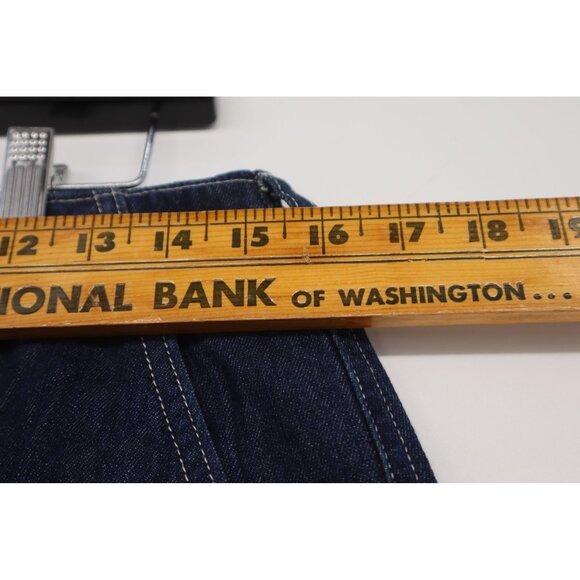 12 13 14 15 16 17 18 19
IONAL BANK OF WASHINGTON...